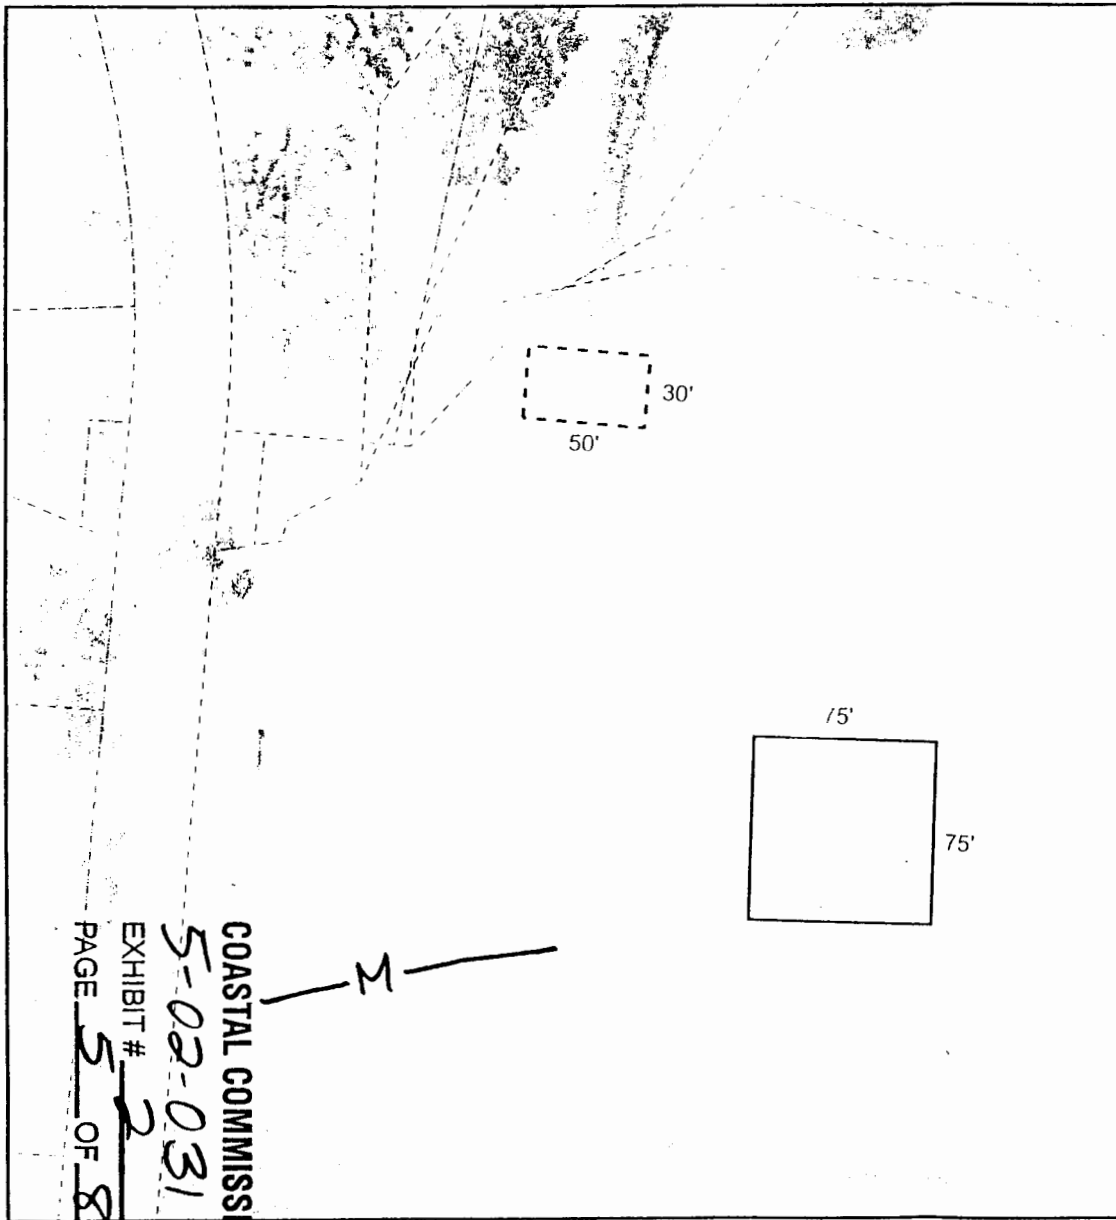 30'
50'
75'
75'
M
COASTAL COMMISS
5-02-031
EXHIBIT # 2
PAGE 5 OF 8